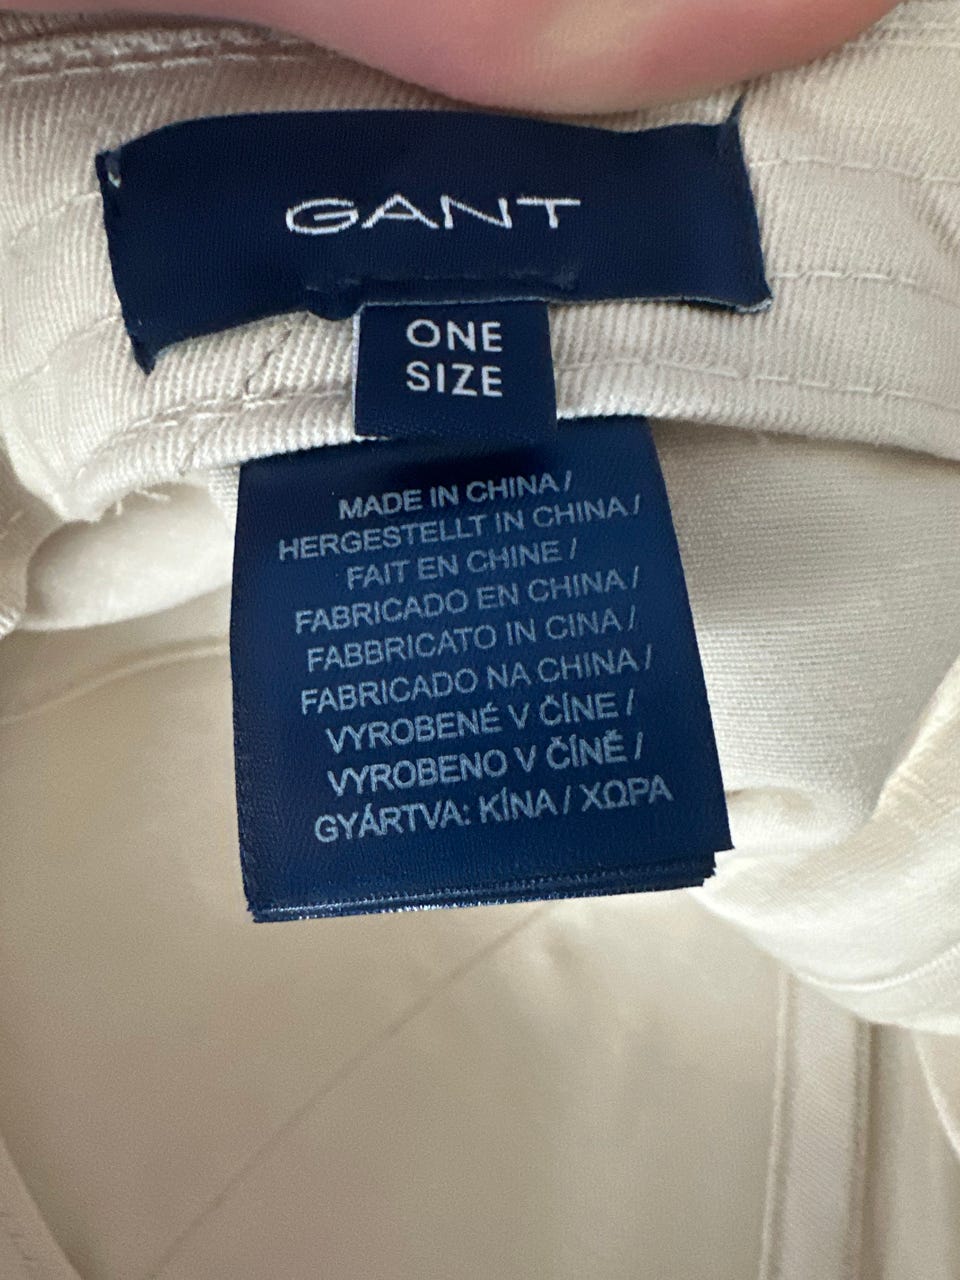 GANT
ONE
SIZE
MADE IN CHINA /
HERGESTELLT IN CHINA /
FAIT EN CHINE /
FABRICADO EN CHINA /
FABBRICATO IN CINA /
FABRICADO NA CHINA /
VYROBENÉ V ČÍNE /
VYROBENO V ČÍNĚ /
GYÁRTVA: KÍNA / ΧΩΡΑ